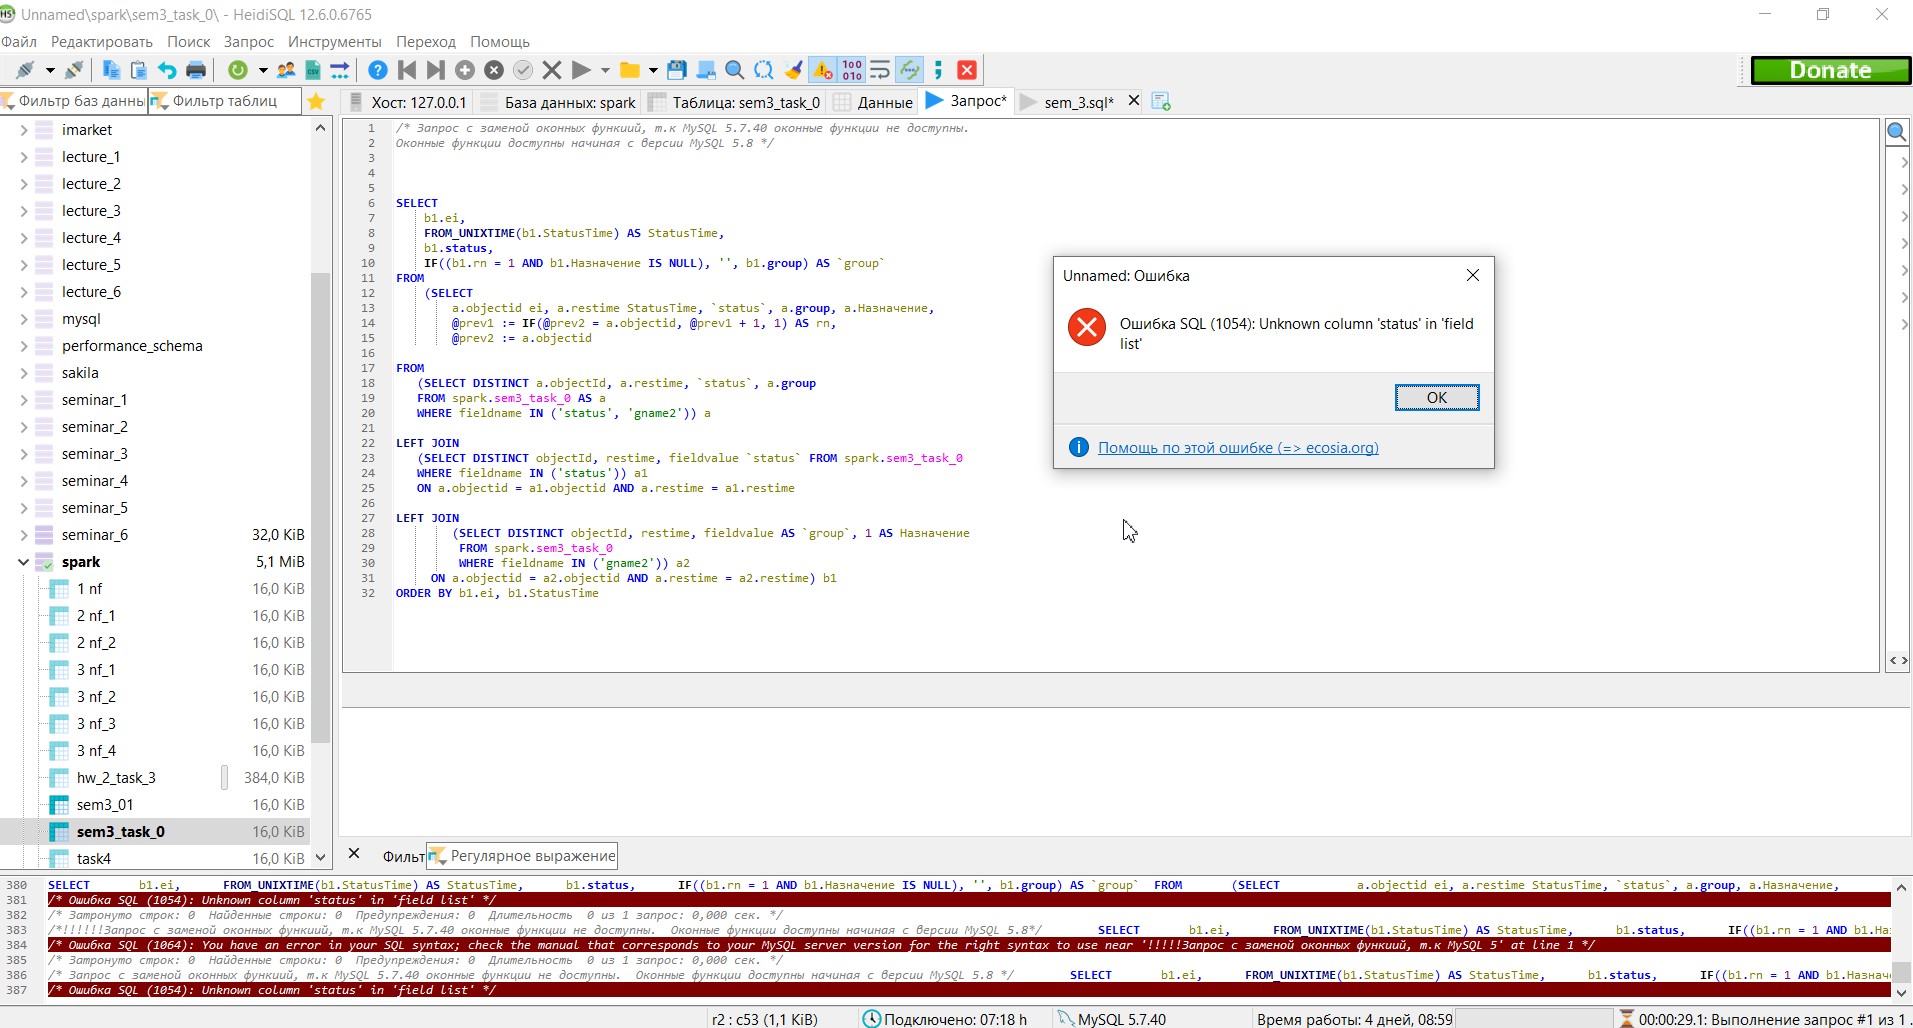 Unnamed\spark\sem3_task_0\ - HeidiSQL 12.6.0.6765
Файл Редактировать Поиск Запрос Инструменты Переход Помощь
Donate
Фильтр баз данны Фильтр таблиц Хост: 127.0.0.1 База данных: spark Таблица: sem3_task_0 Данные Запрос* sem_3.sql*
imarket
lecture_1
lecture_2
lecture_3
lecture_4
lecture_5
lecture_6
mysql
performance_schema
sakila
seminar_1
seminar_2
seminar_3
seminar_4
seminar_5
seminar_6 32,0 KiB
spark 5,1 MiB
1 nf 16,0 KiB
2 nf_1 16,0 KiB
2 nf_2 16,0 KiB
3 nf_1 16,0 KiB
3 nf_2 16,0 KiB
3 nf_3 16,0 KiB
3 nf_4 16,0 KiB
hw_2_task_3 384,0 KiB
sem3_01 16,0 KiB
sem3_task_0 16,0 KiB
task4 16,0 KiB
1 /* Запрос с заменой оконных функиий, т.к MySQL 5.7.40 оконные функции не доступны.
2 Оконные функции доступны начиная с версии MySQL 5.8 */
3
4
5
6 SELECT
7 b1.ei,
8 FROM_UNIXTIME(b1.StatusTime) AS StatusTime,
9 b1.status,
10 IF((b1.rn = 1 AND b1.Назначение IS NULL), '', b1.group) AS `group`
11 FROM
12 (SELECT
13 a.objectid ei, a.restime StatusTime, `status`, a.group, a.Назначение,
14 @prev1 := IF(@prev2 = a.objectid, @prev1 + 1, 1) AS rn,
15 @prev2 := a.objectid
16
17 FROM
18 (SELECT DISTINCT a.objectId, a.restime, `status`, a.group
19 FROM spark.sem3_task_0 AS a
20 WHERE fieldname IN ('status', 'gname2')) a
21
22 LEFT JOIN
23 (SELECT DISTINCT objectId, restime, fieldvalue `status` FROM spark.sem3_task_0
24 WHERE fieldname IN ('status')) a1
25 ON a.objectid = a1.objectid AND a.restime = a1.restime
26
27 LEFT JOIN
28 (SELECT DISTINCT objectId, restime, fieldvalue AS `group`, 1 AS Назначение
29 FROM spark.sem3_task_0
30 WHERE fieldname IN ('gname2')) a2
31 ON a.objectid = a2.objectid AND a.restime = a2.restime) b1
32 ORDER BY b1.ei, b1.StatusTime
Unnamed: Ошибка
Ошибка SQL (1054): Unknown column 'status' in 'field
list'
OK
Помощь по этой ошибке (=> ecosia.org)
Фильт Регулярное выражение
380 SELECT b1.ei, FROM_UNIXTIME(b1.StatusTime) AS StatusTime, b1.status, IF((b1.rn = 1 AND b1.Назначение IS NULL), '', b1.group) AS `group` FROM (SELECT a.objectid ei, a.restime StatusTime, `status`, a.group, a.Назначение,
381 /* Ошибка SQL (1054): Unknown column 'status' in 'field list' */
382 /* Затронуто строк: 0 Найденные строки: 0 Предупреждения: 0 Длительность 0 из 1 запрос: 0,000 сек. */
383 /*!!!!!!Запрос с заменой оконных функиий, т.к MySQL 5.7.40 оконные функции не доступны. Оконные функции доступны начиная с версии MySQL 5.8*/ SELECT b1.ei, FROM_UNIXTIME(b1.StatusTime) AS StatusTime, b1.status, IF((b1.rn = 1 AND b1.На
384 /* Ошибка SQL (1064): You have an error in your SQL syntax; check the manual that corresponds to your MySQL server version for the right syntax to use near '!!!!!Запрос с заменой оконных функиий, т.к MySQL 5' at line 1 */
385 /* Затронуто строк: 0 Найденные строки: 0 Предупреждения: 0 Длительность 0 из 1 запрос: 0,000 сек. */
386 /* Запрос с заменой оконных функиий, т.к MySQL 5.7.40 оконные функции не доступны. Оконные функции доступны начиная с версии MySQL 5.8 */ SELECT b1.ei, FROM_UNIXTIME(b1.StatusTime) AS StatusTime, b1.status, IF((b1.rn = 1 AND b1.Назнач
387 /* Ошибка SQL (1054): Unknown column 'status' in 'field list' */
r2 : c53 (1,1 KiB) Подключено: 07:18 h MySQL 5.7.40 Время работы: 4 дней, 08:59 00:00:29.1: Выполнение запрос #1 из 1 .